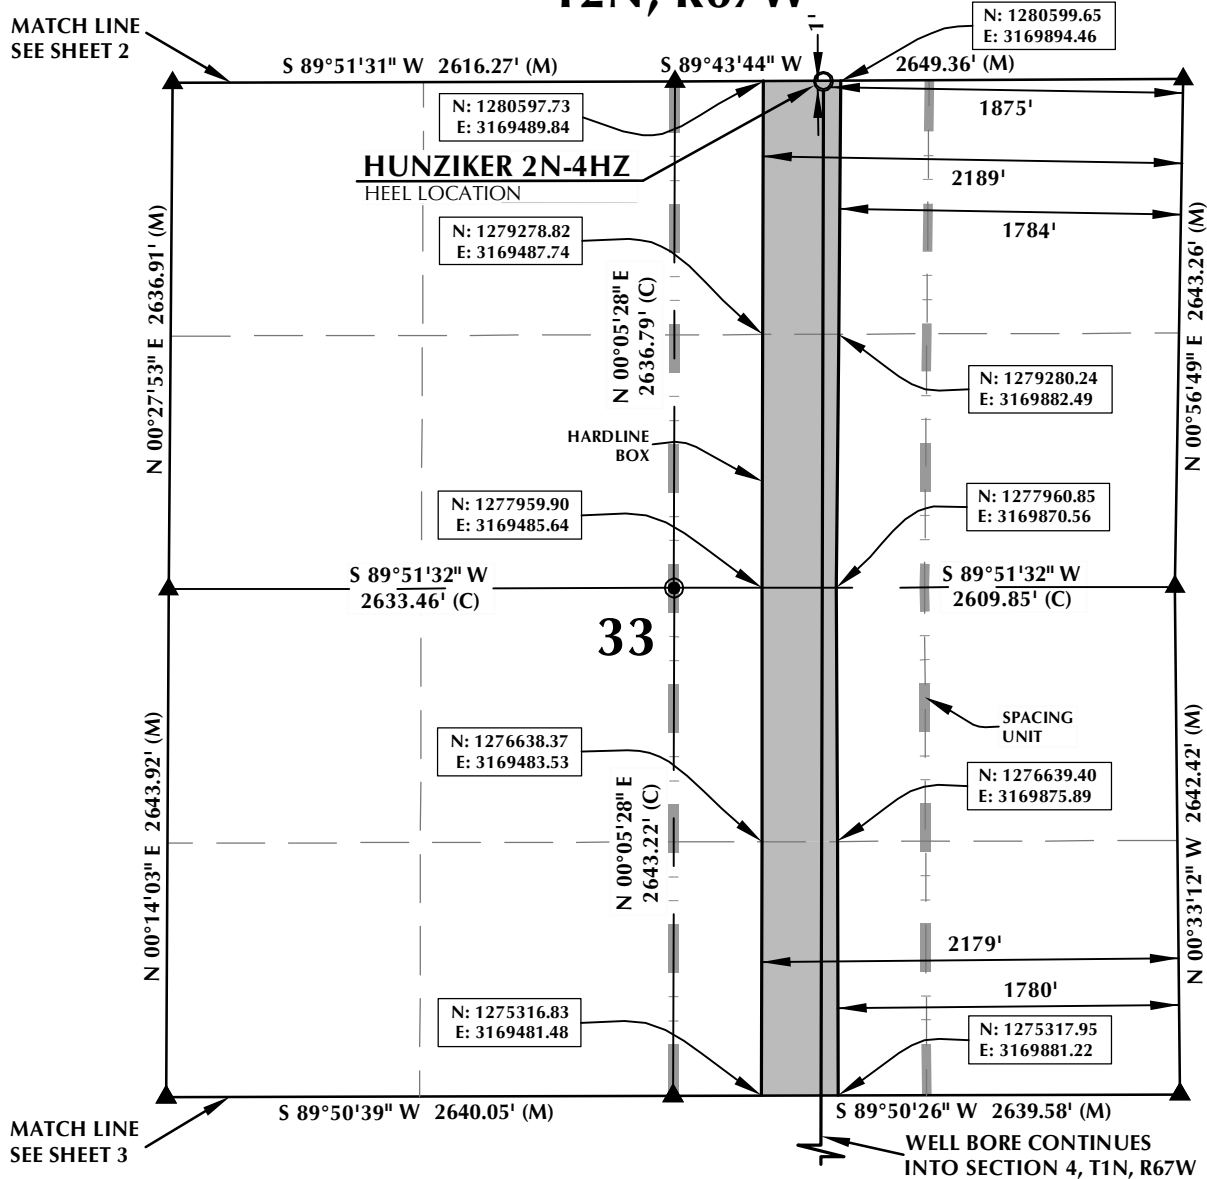 T2N, R67W
MATCH LINE
SEE SHEET 2
N: 1280599.65
E: 3169894.46
1'
S 89°51'31" W 2616.27' (M)
S 89°43'44" W
2649.36' (M)
N: 1280597.73
E: 3169489.84
1875'
HUNZIKER 2N-4HZ
HEEL LOCATION
2189'
1784'
N: 1279278.82
E: 3169487.74
N 00°27'53" E 2636.91' (M)
N 00°05'28" E
2636.79' (C)
N 00°56'49" E 2643.26' (M)
N: 1279280.24
E: 3169882.49
HARDLINE
BOX
N: 1277959.90
E: 3169485.64
N: 1277960.85
E: 3169870.56
S 89°51'32" W
2633.46' (C)
S 89°51'32" W
2609.85' (C)
33
SPACING
UNIT
N: 1276638.37
E: 3169483.53
N: 1276639.40
E: 3169875.89
N 00°14'03" E 2643.92' (M)
N 00°05'28" E
2643.22' (C)
N 00°33'12" W 2642.42' (M)
2179'
1780'
N: 1275316.83
E: 3169481.48
N: 1275317.95
E: 3169881.22
S 89°50'39" W 2640.05' (M)
S 89°50'26" W 2639.58' (M)
MATCH LINE
SEE SHEET 3
WELL BORE CONTINUES
INTO SECTION 4, T1N, R67W